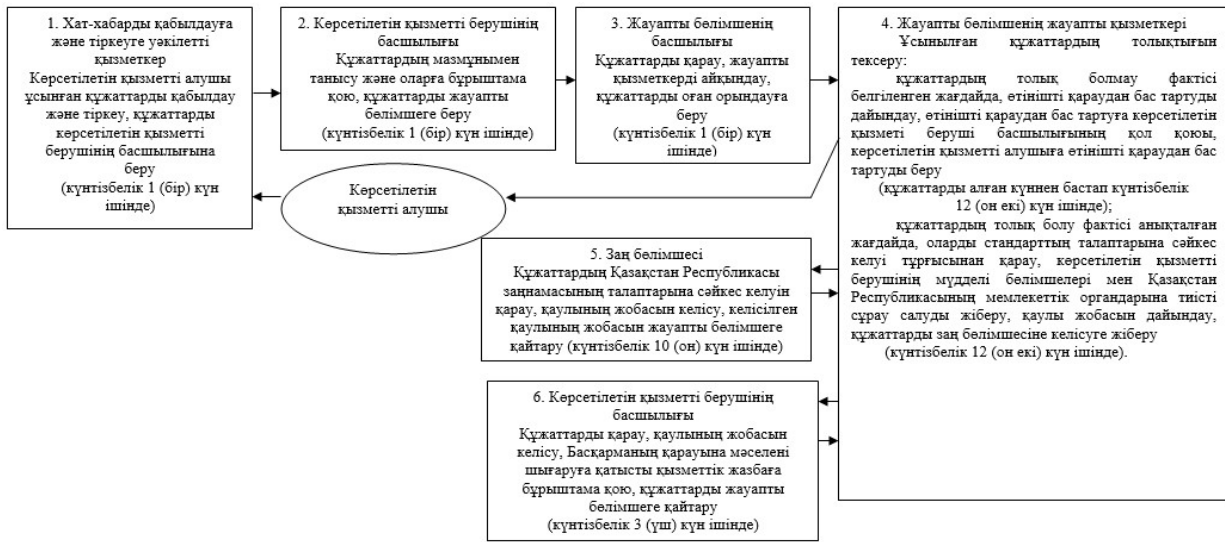 1. Хат-хабарды қабылдауға
және тіркеуге уәкілетті
қызметкер
Көрсетілетін қызметті алушы
ұсынған құжаттарды қабылдау
және тіркеу, құжаттарды
көрсетілетін қызметті
берушінің басшылығына
беру
(күнтізбелік 1 (бір) күн
ішінде)
2. Көрсетілетін қызметті берушінің
басшылығы
Құжаттардың мазмұнымен
танысу және оларға бұрыштама
қою, құжаттарды жауапты
бөлімшеге беру
(күнтізбелік 1 (бір) күн ішінде)
3. Жауапты бөлімшенің
басшылығы
Құжаттарды қарау, жауапты
қызметкерді айқындау,
құжаттарды оған орындауға
беру
(күнтізбелік 1 (бір) күн
ішінде)
4. Жауапты бөлімшенің жауапты қызметкері
Ұсынылған құжаттардың толықтығын
тексеру:
құжаттардың толық болмау фактісі
белгіленген жағдайда, өтінішті қараудан бас тартуды
дайындау, өтінішті қараудан бас тартуға көрсетілетін
қызметі беруші басшылығының қол қоюы,
көрсетілетін қызметті алушыға өтінішті қараудан бас
тартуды беру
(құжаттарды алған күннен бастап күнтізбелік
12 (он екі) күн ішінде);
құжаттардың толық болу фактісі анықталған
жағдайда, оларды стандарттың талаптарына сәйкес
келуі тұрғысынан қарау, көрсетілетін қызметті
берушінің мүдделі бөлімшелері мен Қазақстан
Республикасының мемлекеттік органдарына тиісті
сұрау салуды жіберу, қаулы жобасын дайындау,
құжаттарды заң бөлімшесіне келісуге жіберу
(күнтізбелік 12 (он екі) күн ішінде).
Көрсетілетін
қызметті алушы
5. Заң бөлімшесі
Құжаттардың Қазақстан Республикасы
заңнамасының талаптарына сәйкес келуін
қарау, қаулының жобасын келісу, келісілген
қаулының жобасын жауапты бөлімшеге
қайтару (күнтізбелік 10 (он) күн ішінде)
6. Көрсетілетін қызметті берушінің
басшылығы
Құжаттарды қарау, қаулының жобасын
келісу, Басқарманың қарауына мәселені
шығаруға қатысты қызметтік жазбаға
бұрыштама қою, құжаттарды жауапты
бөлімшеге қайтару
(күнтізбелік 3 (үш) күн ішінде)